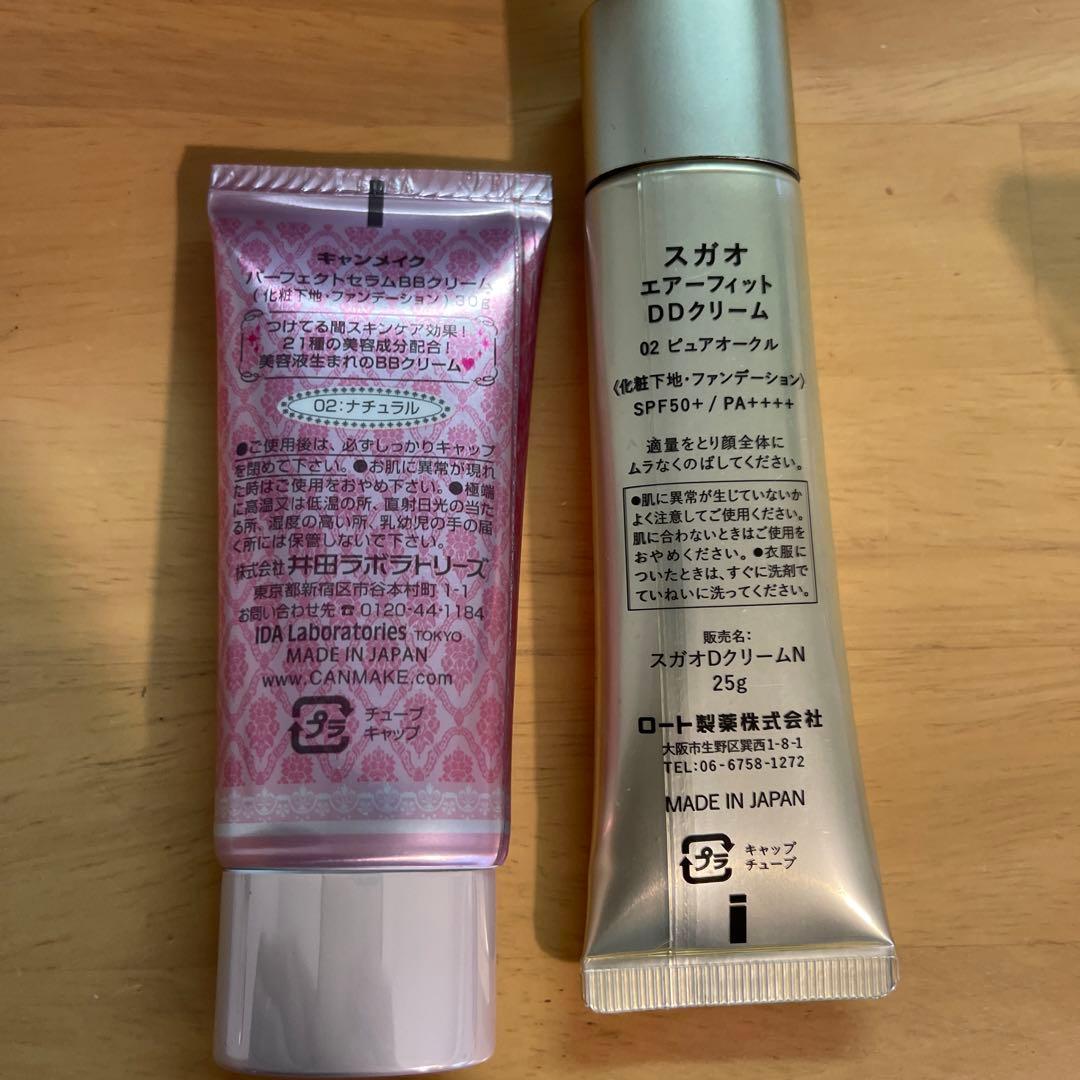 キャンメイク
パーフェクトセラムBBクリーム
(化粧下地・ファンデーション) 30g
つけてる間スキンケア効果!
21種の美容成分配合!
美容液生まれのBBクリーム♥
02:ナチュラル
●ご使用後は、必ずしっかりキャップ
を閉めて下さい。●お肌に異常が現れ
た時はご使用をおやめ下さい。●極端
に高温又は低温の所、直射日光の当た
る所、湿度の高い所、乳幼児の手の届
く所には保管しないで下さい。
株式会社 井田ラボラトリーズ
東京都新宿区市谷本村町 1-1
お問い合わせ先 ☎ 0120-44-1184
IDA Laboratories TOKYO
MADE IN JAPAN
www.CANMAKE.com
プラ
チューブ
キャップ
スガオ
エアーフィット
DDクリーム
02 ピュアオークル
〈化粧下地・ファンデーション〉
SPF50+ / PA++++
適量をとり顔全体に
ムラなくのばしてください。
●肌に異常が生じていないか
よく注意してご使用ください。
肌に合わないときはご使用を
おやめください。●衣服に
ついたときは、すぐに洗剤で
ていねいに洗ってください。
販売名:
スガオDクリームN
25g
ロート製薬株式会社
大阪市生野区巽西1-8-1
TEL:06-6758-1272
MADE IN JAPAN
プラ
キャップ
チューブ